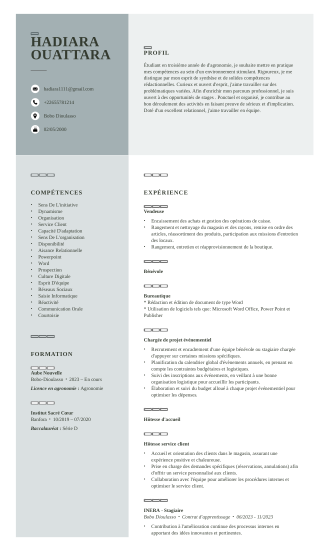 HADIARA
OUATTARA
hadiara1111@gmail.com
+22653781214
Bobo Dioulasso
02/05/2000
PROFIL
Étudiant en troisième année de d'agronomie, je souhaite mettre en pratique
mes compétences au sein d'un environnement stimulant. Rigoureux, je me
distingue par mon esprit de synthèse et de solides compétences
rédactionnelles. Curieux et ouvert d'esprit, j'aime travailler sur des
problématiques variées. Afin d'enrichir mon parcours professionnel, je suis
ouvert à des opportunités de stages. Ponctuel et organisé, je contribue au
bon déroulement des activités en faisant preuve de sérieux et d'implication.
Doté d'un excellent relationnel, j'aime travailler en équipe.
COMPÉTENCES
• Sens De L'initiative
• Dynamisme
• Organisation
• Service Client
• Capacité D'adaptation
• Sens De L'organisation
• Disponibilité
• Aisance Relationnelle
• Powerpoint
• Word
• Prospection
• Culture Digitale
• Esprit D'équipe
• Réseaux Sociaux
• Saisie Informatique
• Réactivité
• Communication Orale
• Courtoisie
FORMATION
Aube Nouvelle
Bobo-Dioulasso • 2023 – En cours
Licence en agronomie : Agronomie
Institut Sacré Cœur
Banfora • 10/2019 – 07/2020
Baccalauréat : Série D
EXPÉRIENCE
Vendeuse
• Encaissement des achats et gestion des opérations de caisse.
• Rangement et nettoyage du magasin et des rayons, remise en ordre des
articles, réassortiment des produits, participation aux missions d'entretien
des locaux.
• Rangement, entretien et réapprovisionnement de la boutique.
Bénévole
Bureautique
* Rédaction et édition de document de type Word
* Utilisation de logiciels tels que: Microsoft Word Office, Power Point et
Publisher
Chargée de projet évènementiel
• Recrutement et encadrement d'une équipe bénévole ou stagiaire chargée
d'appuyer sur certaines missions spécifiques.
• Planification du calendrier global d'évènements annuels, en prenant en
compte les contraintes budgétaires et logistiques.
• Suivi des inscriptions aux évènements, en veillant à une bonne
organisation logistique pour accueillir les participants.
• Élaboration et suivi du budget alloué à chaque projet événementiel pour
optimiser les dépenses.
Hôtesse d'accueil
Hôtesse service client
• Accueil et orientation des clients dans le magasin, assurant une
expérience positive et chaleureuse.
• Prise en charge des demandes spécifiques (réservations, annulations) afin
d'offrir un service personnalisé aux clients.
• Collaboration avec l'équipe pour améliorer les procédures internes et
optimiser le service client.
INERA - Stagiaire
Bobo Dioulasso • Contrat d'apprentissage • 06/2023 - 11/2023
• Contribution à l'amélioration continue des processus internes en
apportant des idées innovantes et pertinentes.